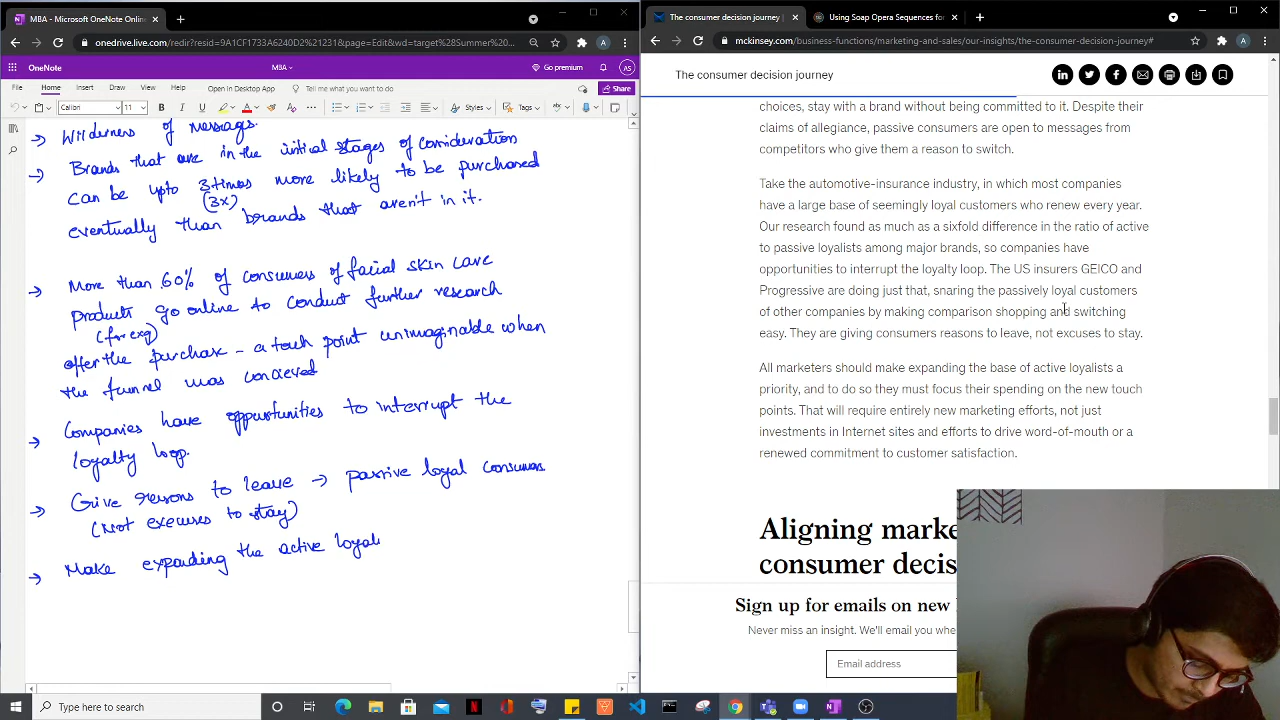 MBA - Microsoft OneNote Online
onedrive.live.com/redir?resid=9A1CF1733A6240D2%21231&page=Edit&wd=target%28Summer%20...
OneNote
MBA
Go premium
AS
File Home Insert Draw View Help Open in Desktop App Tell me what you want to do
Share
Calibri 11 B I U A Styles Tags abc
→ Wilderness of messages.
→ Brands that are in the initial stages of consideration
can be upto 3 times more likely to be purchased
(3x)
eventually than brands that aren't in it.
→ More than 60% of consumers of facial skin care
products go online to conduct further research
(for exg)
after the purchase - a touch point unimaginable when
the funnel was conceived
→ Companies have oppurtunities to interrupt the
loyalty loop.
→ Give reasons to leave → passive loyal consumers
(Not execuses to stay)
→ Make expanding the active loyal
The consumer decision journey
Using Soap Opera Sequences for
mckinsey.com/business-functions/marketing-and-sales/our-insights/the-consumer-decision-journey#
The consumer decision journey
choices, stay with a brand without being committed to it. Despite their
claims of allegiance, passive consumers are open to messages from
competitors who give them a reason to switch.
Take the automotive-insurance industry, in which most companies
have a large base of seemingly loyal customers who renew every year.
Our research found as much as a sixfold difference in the ratio of active
to passive loyalists among major brands, so companies have
opportunities to interrupt the loyalty loop. The US insurers GEICO and
Progressive are doing just that, snaring the passively loyal customers
of other companies by making comparison shopping and switching
easy. They are giving consumers reasons to leave, not excuses to stay.
All marketers should make expanding the base of active loyalists a
priority, and to do so they must focus their spending on the new touch
points. That will require entirely new marketing efforts, not just
investments in Internet sites and efforts to drive word-of-mouth or a
renewed commitment to customer satisfaction.
Aligning marke
consumer decis
Sign up for emails on new
Never miss an insight. We'll email you whe
Email address
Type here to search